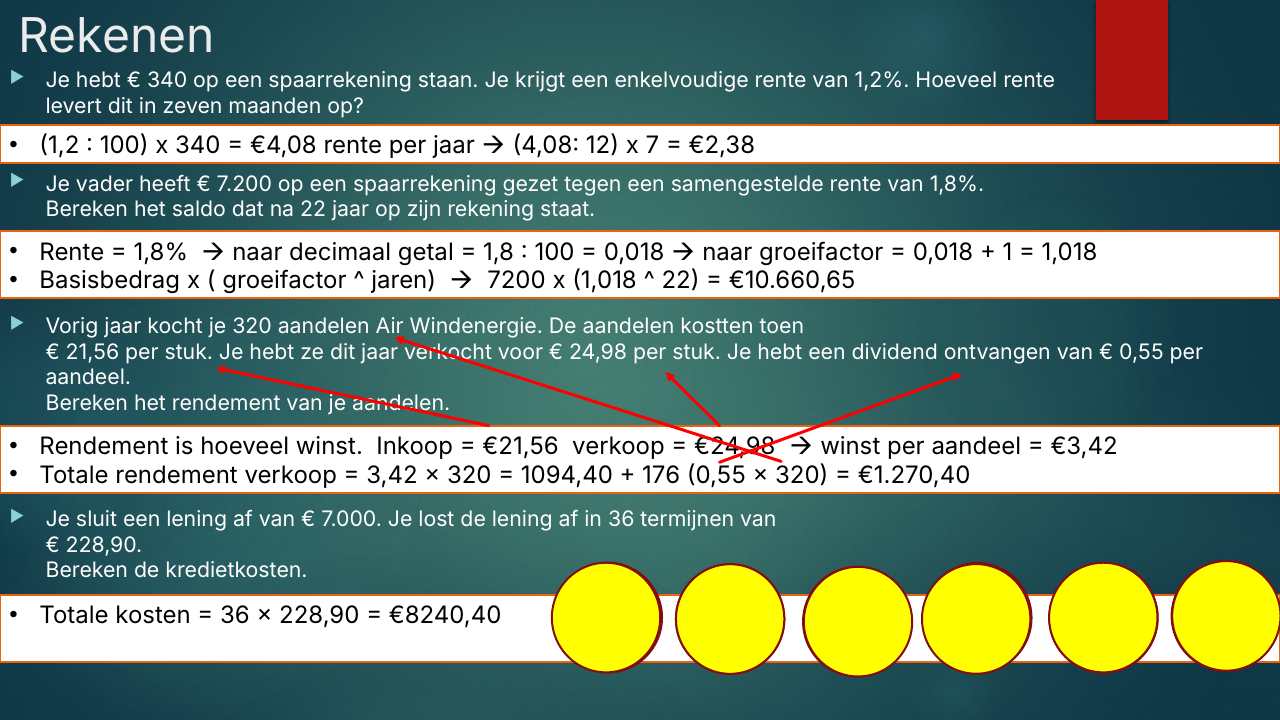 Rekenen
Je hebt € 340 op een spaarrekening staan. Je krijgt een enkelvoudige rente van 1,2%. Hoeveel rente
levert dit in zeven maanden op?
• (1,2 : 100) x 340 = €4,08 rente per jaar → (4,08: 12) x 7 = €2,38
Je vader heeft € 7.200 op een spaarrekening gezet tegen een samengestelde rente van 1,8%.
Bereken het saldo dat na 22 jaar op zijn rekening staat.
• Rente = 1,8% → naar decimaal getal = 1,8 : 100 = 0,018 → naar groeifactor = 0,018 + 1 = 1,018
• Basisbedrag x ( groeifactor ^ jaren) → 7200 x (1,018 ^ 22) = €10.660,65
Vorig jaar kocht je 320 aandelen Air Windenergie. De aandelen kostten toen
€ 21,56 per stuk. Je hebt ze dit jaar verkocht voor € 24,98 per stuk. Je hebt een dividend ontvangen van € 0,55 per
aandeel.
Bereken het rendement van je aandelen.
• Rendement is hoeveel winst. Inkoop = €21,56 verkoop = €24,98 → winst per aandeel = €3,42
• Totale rendement verkoop = 3,42 × 320 = 1094,40 + 176 (0,55 × 320) = €1.270,40
Je sluit een lening af van € 7.000. Je lost de lening af in 36 termijnen van
€ 228,90.
Bereken de kredietkosten.
• Totale kosten = 36 × 228,90 = €8240,40